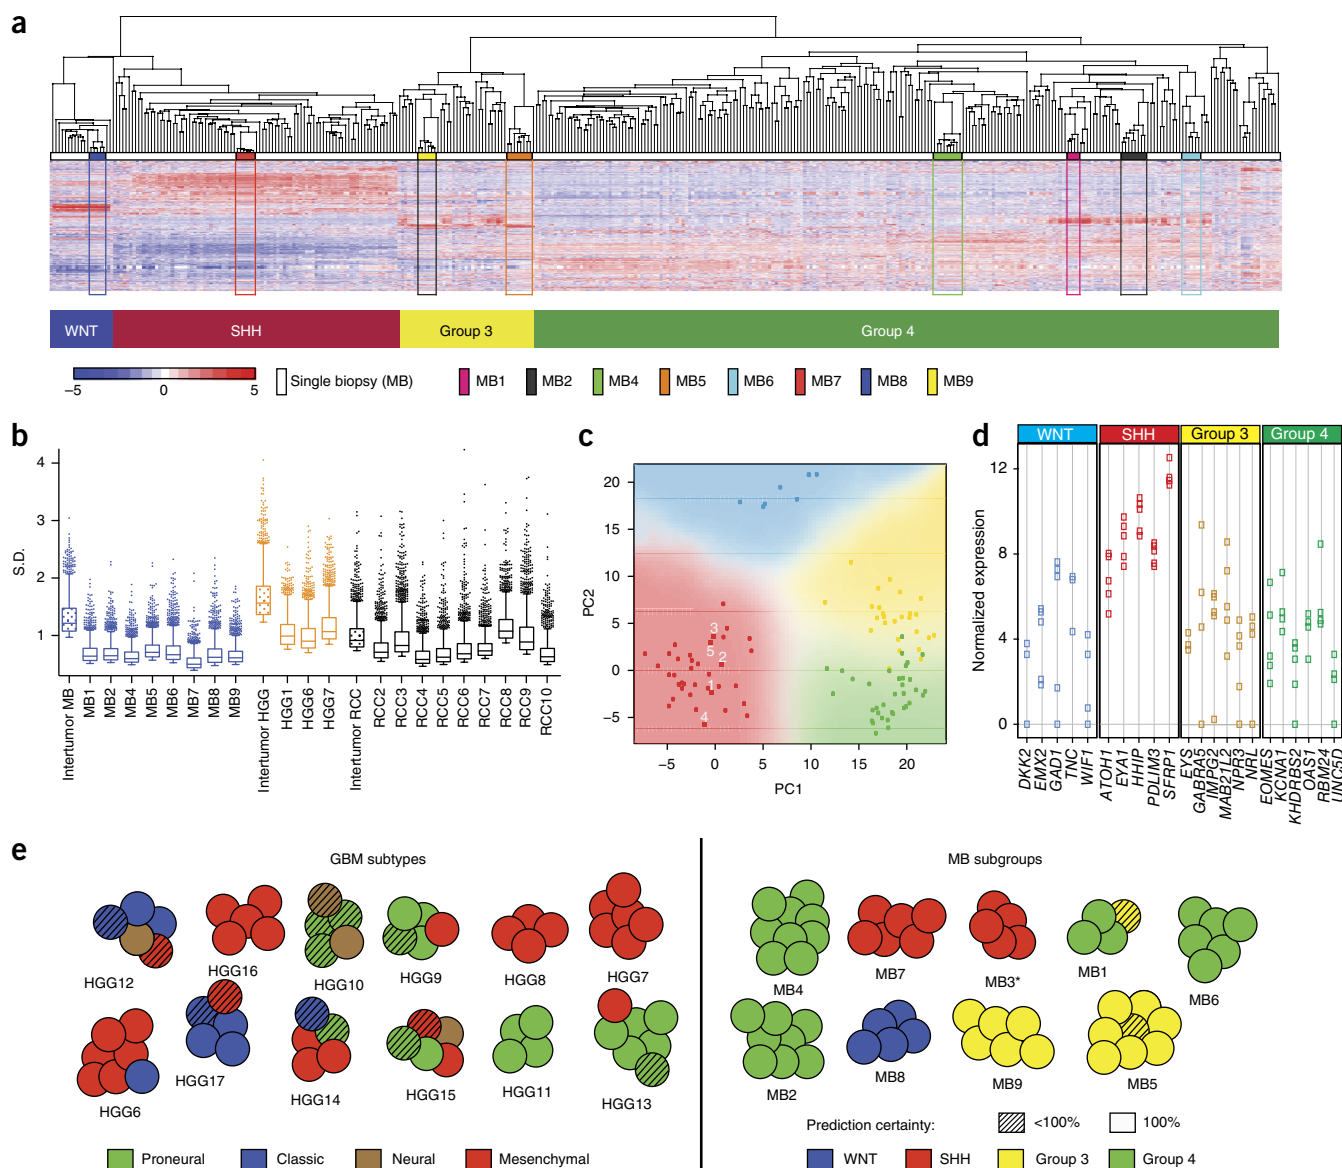 a
WNT SHH Group 3 Group 4
−5 0 5 Single biopsy (MB) MB1 MB2 MB4 MB5 MB6 MB7 MB8 MB9
b
S.D.
4
3
2
1
Intertumor MB
MB1
MB2
MB4
MB5
MB6
MB7
MB8
MB9
Intertumor HGG
HGG1
HGG6
HGG7
Intertumor RCC
RCC2
RCC3
RCC4
RCC5
RCC6
RCC7
RCC8
RCC9
RCC10
c
PC2
20
15
10
5
0
−5
3
5
2
1
4
−5 0 5 10 15 20
PC1
d
WNT SHH Group 3 Group 4
Normalized expression
12
8
4
0
DKK2
EMX2
GAD1
TNC
WIF1
ATOH1
EYA1
HHIP
PDLIM3
SFRP1
EYS
GABRA5
IMPG2
MAB21L2
NPR3
NRL
EOMES
KCNA1
KHDRBS2
OAS1
RBM24
UNC5D
e
GBM subtypes
HGG12 HGG16 HGG10 HGG9 HGG8 HGG7
HGG6 HGG17 HGG14 HGG15 HGG11 HGG13
Proneural Classic Neural Mesenchymal
MB subgroups
MB4 MB7 MB3* MB1 MB6
MB2 MB8 MB9 MB5
Prediction certainty: <100% 100%
WNT SHH Group 3 Group 4